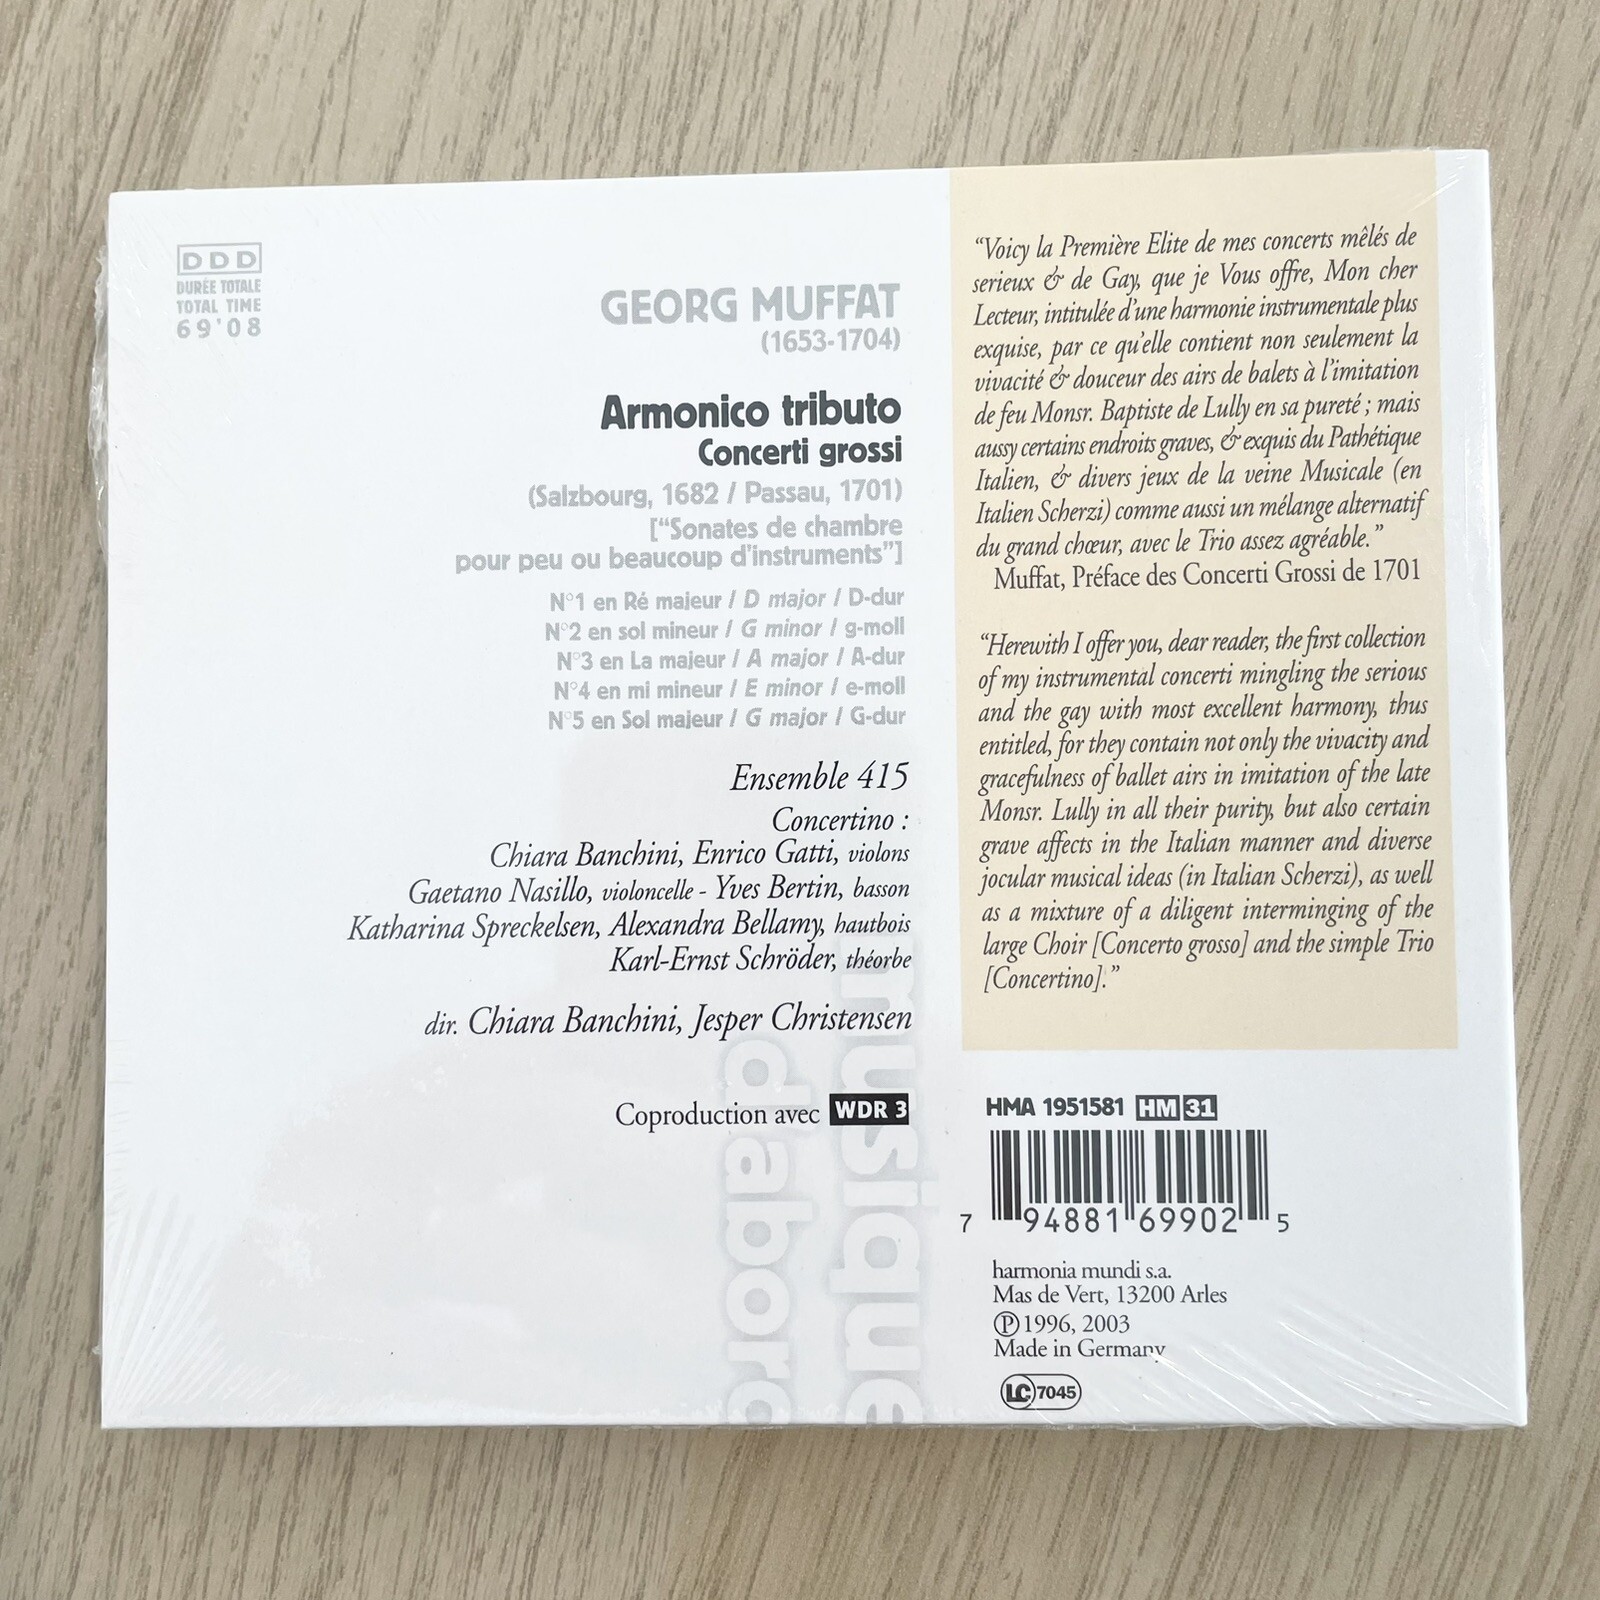 DDD
DURÉE TOTALE
TOTAL TIME
69'08
GEORG MUFFAT
(1653-1704)
Armonico tributo
Concerti grossi
(Salzbourg, 1682 / Passau, 1701)
["Sonates de chambre
pour peu ou beaucoup d'instruments"]
N°1 en Ré majeur / D major / D-dur
N°2 en sol mineur / G minor / g-moll
N°3 en La majeur / A major / A-dur
N°4 en mi mineur / E minor / e-moll
N°5 en Sol majeur / G major / G-dur
Ensemble 415
Concertino :
Chiara Banchini, Enrico Gatti, violons
Gaetano Nasillo, violoncelle - Yves Bertin, basson
Katharina Spreckelsen, Alexandra Bellamy, hautbois
Karl-Ernst Schröder, théorbe
dir. Chiara Banchini, Jesper Christensen
Coproduction avec WDR 3
musique
d'abord
"Voicy la Première Elite de mes concerts mêlés de
serieux & de Gay, que je Vous offre, Mon cher
Lecteur, intitulée d'une harmonie instrumentale plus
exquise, par ce qu'elle contient non seulement la
vivacité & douceur des airs de balets à l'imitation
de feu Monsr. Baptiste de Lully en sa pureté ; mais
aussy certains endroits graves, & exquis du Pathétique
Italien, & divers jeux de la veine Musicale (en
Italien Scherzi) comme aussi un mélange alternatif
du grand chœur, avec le Trio assez agréable."
Muffat, Préface des Concerti Grossi de 1701
"Herewith I offer you, dear reader, the first collection
of my instrumental concerti mingling the serious
and the gay with most excellent harmony, thus
entitled, for they contain not only the vivacity and
gracefulness of ballet airs in imitation of the late
Monsr. Lully in all their purity, but also certain
grave affects in the Italian manner and diverse
jocular musical ideas (in Italian Scherzi), as well
as a mixture of a diligent interminging of the
large Choir [Concerto grosso] and the simple Trio
[Concertino]."
HMA 1951581 HM 31
7 94881 69902 5
harmonia mundi s.a.
Mas de Vert, 13200 Arles
℗ 1996, 2003
Made in Germany
LC 7045